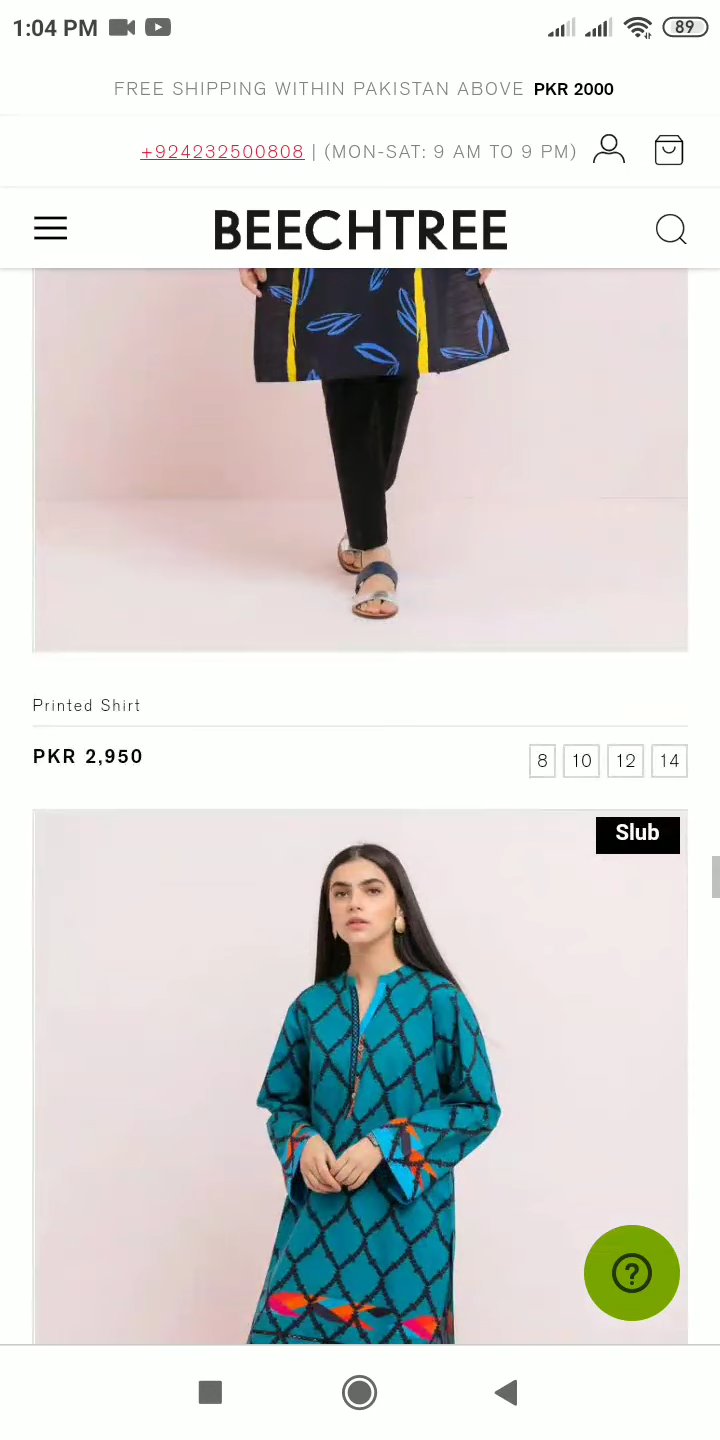 1:04 PM 89
FREE SHIPPING WITHIN PAKISTAN ABOVE PKR 2000
+924232500808 | (MON-SAT: 9 AM TO 9 PM)
BEECHTREE
Printed Shirt
PKR 2,950 8 10 12 14
Slub
?